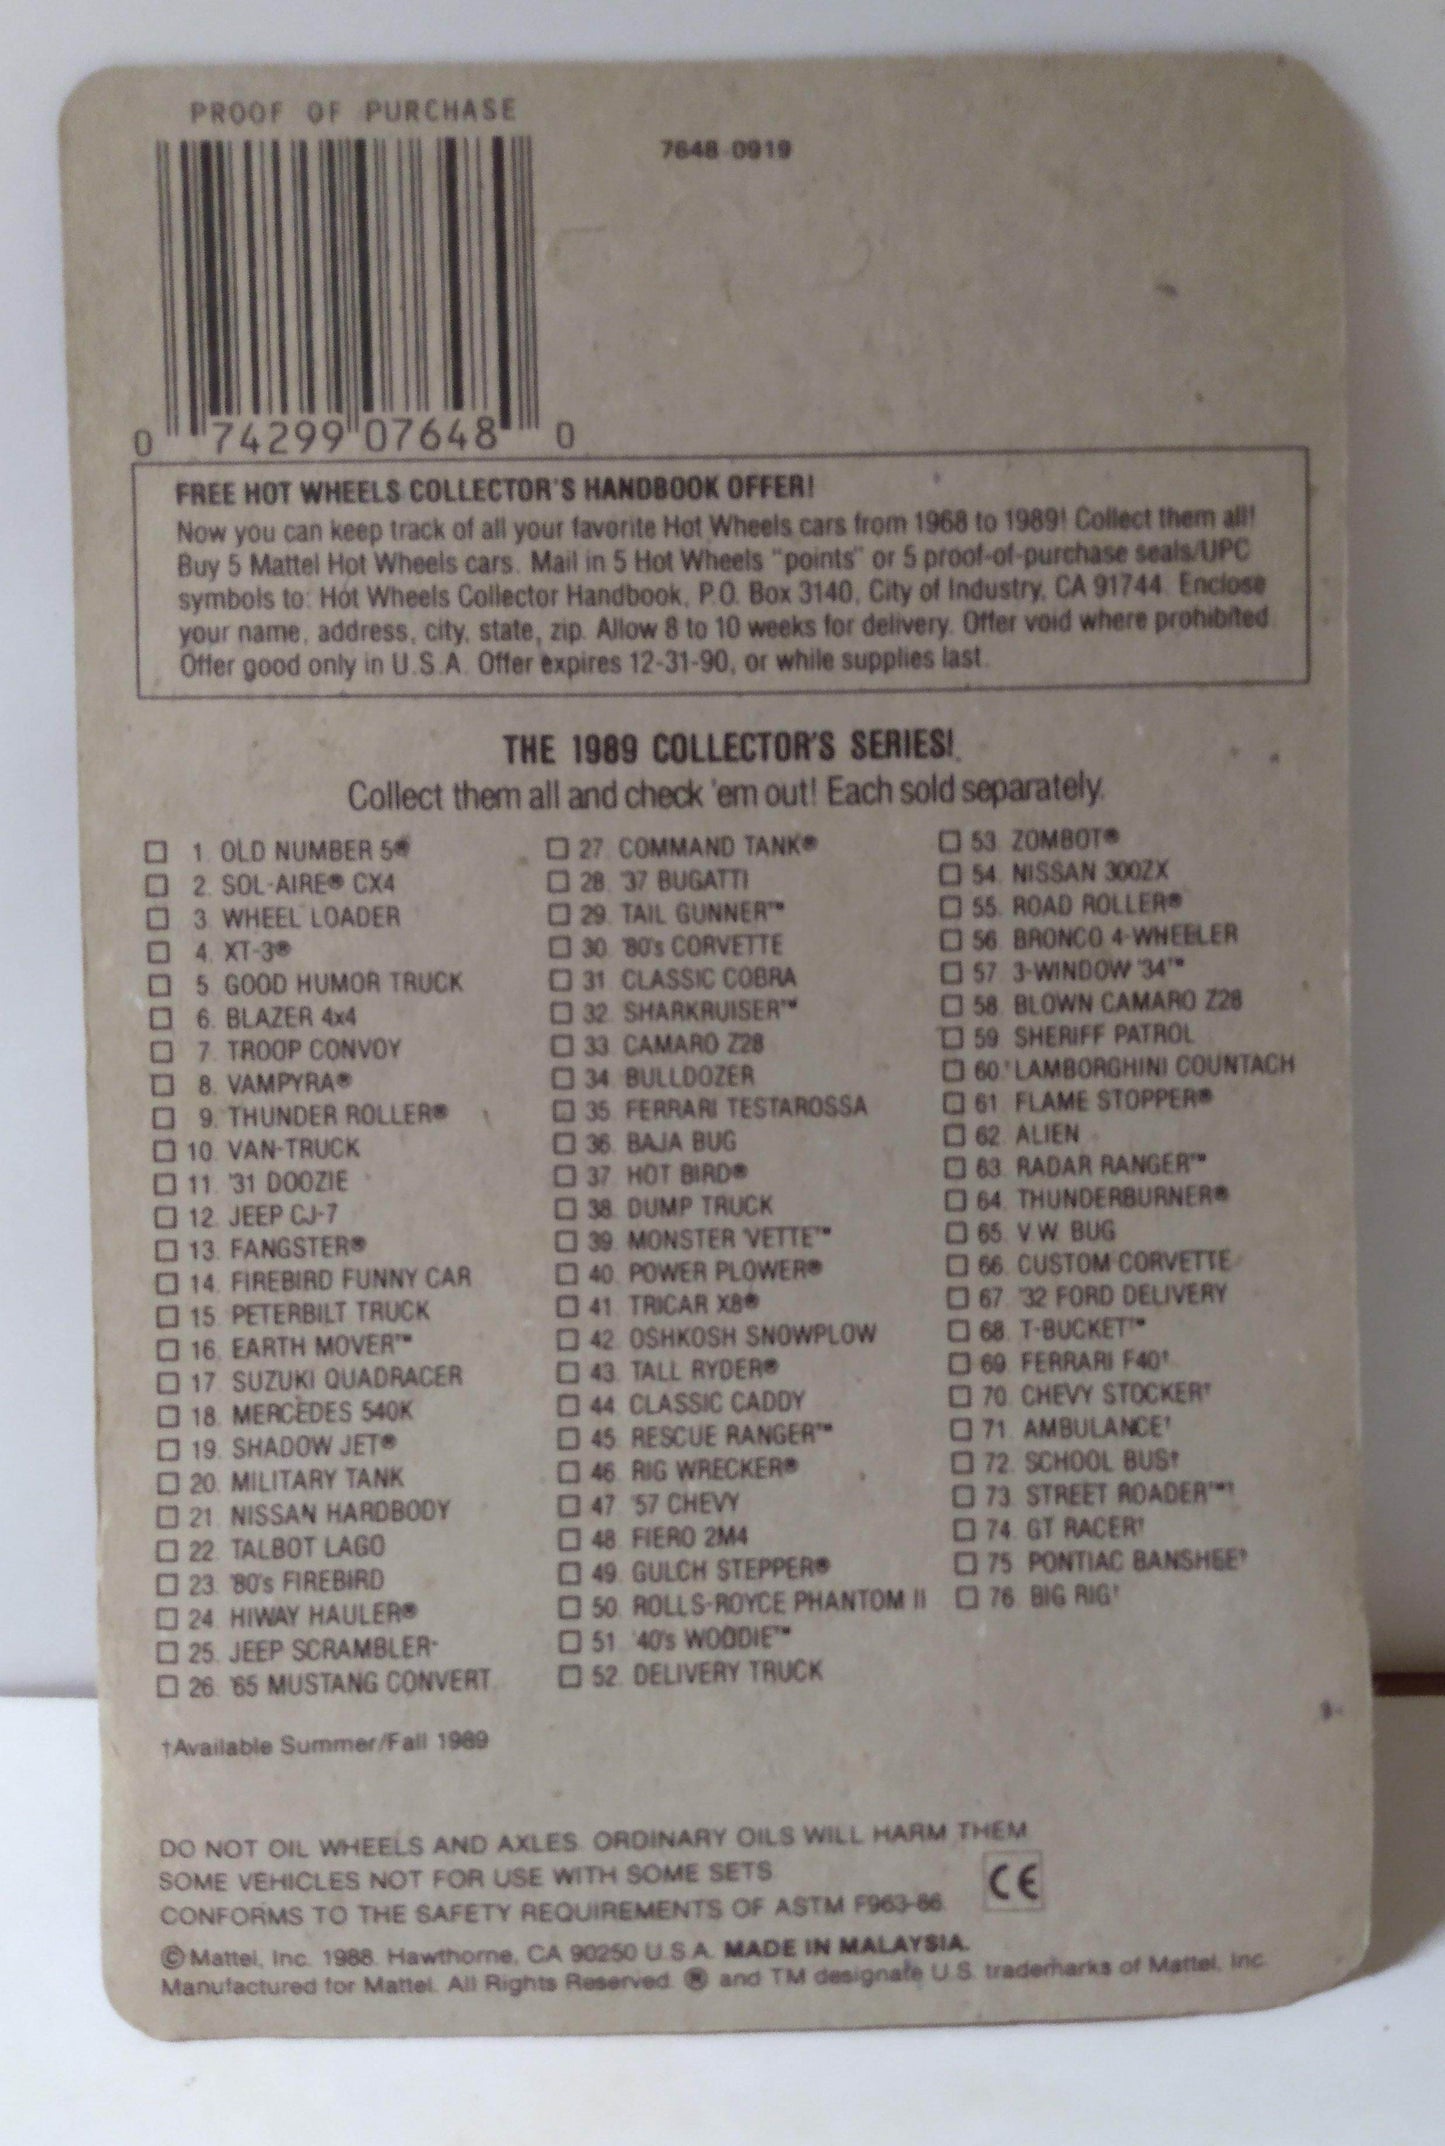 PROOF OF PURCHASE
7648-0919
0 74299 07648 0
FREE HOT WHEELS COLLECTOR'S HANDBOOK OFFER!
Now you can keep track of all your favorite Hot Wheels cars from 1968 to 1989! Collect them all!
Buy 5 Mattel Hot Wheels cars. Mail in 5 Hot Wheels "points" or 5 proof-of-purchase seals/UPC
symbols to: Hot Wheels Collector Handbook, P.O. Box 3140, City of Industry, CA 91744. Enclose
your name, address, city, state, zip. Allow 8 to 10 weeks for delivery. Offer void where prohibited.
Offer good only in U.S.A. Offer expires 12-31-90, or while supplies last.
THE 1989 COLLECTOR'S SERIES!
Collect them all and check 'em out! Each sold separately.
☐ 1. OLD NUMBER 5®
☐ 2. SOL-AIRE® CX4
☐ 3. WHEEL LOADER
☐ 4. XT-3®
☐ 5. GOOD HUMOR TRUCK
☐ 6. BLAZER 4x4
☐ 7. TROOP CONVOY
☐ 8. VAMPYRA®
☐ 9. THUNDER ROLLER®
☐ 10. VAN-TRUCK
☐ 11. '31 DOOZIE
☐ 12. JEEP CJ-7
☐ 13. FANGSTER®
☐ 14. FIREBIRD FUNNY CAR
☐ 15. PETERBILT TRUCK
☐ 16. EARTH MOVER™
☐ 17. SUZUKI QUADRACER
☐ 18. MERCEDES 540K
☐ 19. SHADOW JET®
☐ 20. MILITARY TANK
☐ 21. NISSAN HARDBODY
☐ 22. TALBOT LAGO
☐ 23. '80's FIREBIRD
☐ 24. HIWAY HAULER®
☐ 25. JEEP SCRAMBLER
☐ 26. '65 MUSTANG CONVERT.
☐ 27. COMMAND TANK®
☐ 28. '37 BUGATTI
☐ 29. TAIL GUNNER™
☐ 30. '80's CORVETTE
☐ 31. CLASSIC COBRA
☐ 32. SHARKRUISER™
☐ 33. CAMARO Z28
☐ 34. BULLDOZER
☐ 35. FERRARI TESTAROSSA
☐ 36. BAJA BUG
☐ 37. HOT BIRD®
☐ 38. DUMP TRUCK
☐ 39. MONSTER 'VETTE™
☐ 40. POWER PLOWER®
☐ 41. TRICAR X8®
☐ 42. OSHKOSH SNOWPLOW
☐ 43. TALL RYDER®
☐ 44. CLASSIC CADDY
☐ 45. RESCUE RANGER™
☐ 46. RIG WRECKER®
☐ 47. '57 CHEVY
☐ 48. FIERO 2M4
☐ 49. GULCH STEPPER®
☐ 50. ROLLS-ROYCE PHANTOM II
☐ 51. '40's WOODIE™
☐ 52. DELIVERY TRUCK
☐ 53. ZOMBOT®
☐ 54. NISSAN 300ZX
☐ 55. ROAD ROLLER®
☐ 56. BRONCO 4-WHEELER
☐ 57. 3-WINDOW '34™
☐ 58. BLOWN CAMARO Z28
☐ 59. SHERIFF PATROL
☐ 60. LAMBORGHINI COUNTACH
☐ 61. FLAME STOPPER®
☐ 62. ALIEN
☐ 63. RADAR RANGER™
☐ 64. THUNDERBURNER®
☐ 65. V.W. BUG
☐ 66. CUSTOM CORVETTE
☐ 67. '32 FORD DELIVERY
☐ 68. T-BUCKET™
☐ 69. FERRARI F40†
☐ 70. CHEVY STOCKER†
☐ 71. AMBULANCE†
☐ 72. SCHOOL BUS†
☐ 73. STREET ROADER™†
☐ 74. GT RACER†
☐ 75. PONTIAC BANSHEE†
☐ 76. BIG RIG†
†Available Summer/Fall 1989
DO NOT OIL WHEELS AND AXLES. ORDINARY OILS WILL HARM THEM.
SOME VEHICLES NOT FOR USE WITH SOME SETS.
CONFORMS TO THE SAFETY REQUIREMENTS OF ASTM F963-86.
CE
©Mattel, Inc. 1988. Hawthorne, CA 90250 U.S.A. MADE IN MALAYSIA.
Manufactured for Mattel. All Rights Reserved. ® and TM designate U.S. trademarks of Mattel, Inc.